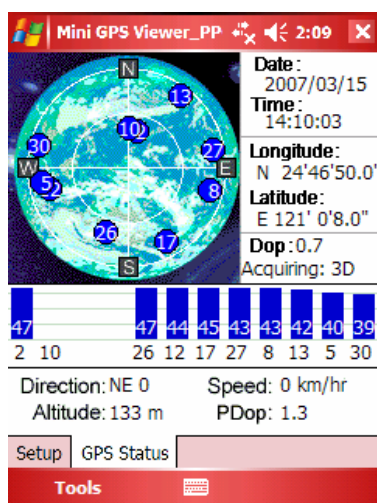 Mini GPS Viewer_PP 2:09
N
13
10 2
30
27
W
E
5 2
8
26
17
S
Date:
2007/03/15
Time:
14:10:03
Longitude:
N 24'46'50.0'
Latitude:
E 121' 0'8.0"
Dop:0.7
Acquiring: 3D
47 47 44 45 43 43 42 40 39
2 10 26 12 17 27 8 13 5 30
Direction: NE 0 Speed: 0 km/hr
Altitude: 133 m PDop: 1.3
Setup GPS Status
Tools